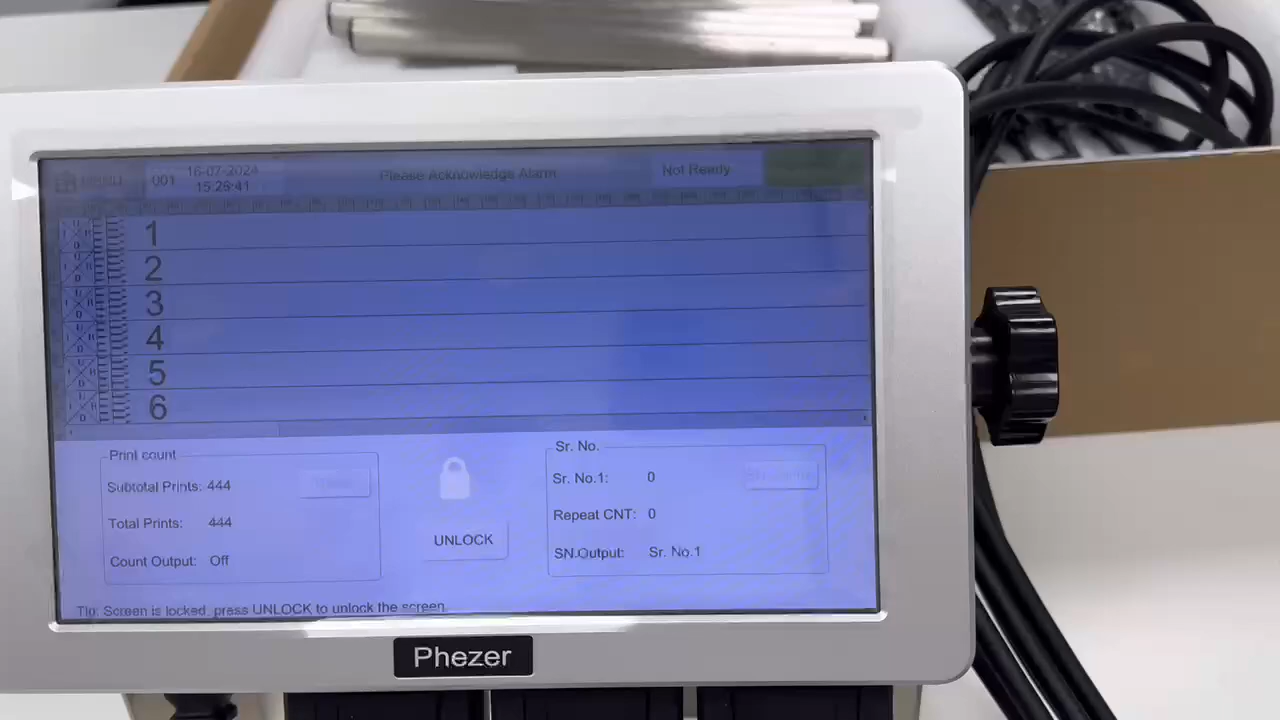 MENU
001
16-07-2024
15:26:41
Please Acknowledge Alarm
Not Ready
1
2
3
4
5
6
Print count
Subtotal Prints: 444
Total Prints: 444
Count Output: Off
UNLOCK
Sr. No.
Sr. No.1: 0
Repeat CNT: 0
SN.Output: Sr. No.1
Tip: Screen is locked, press UNLOCK to unlock the screen.
Phezer